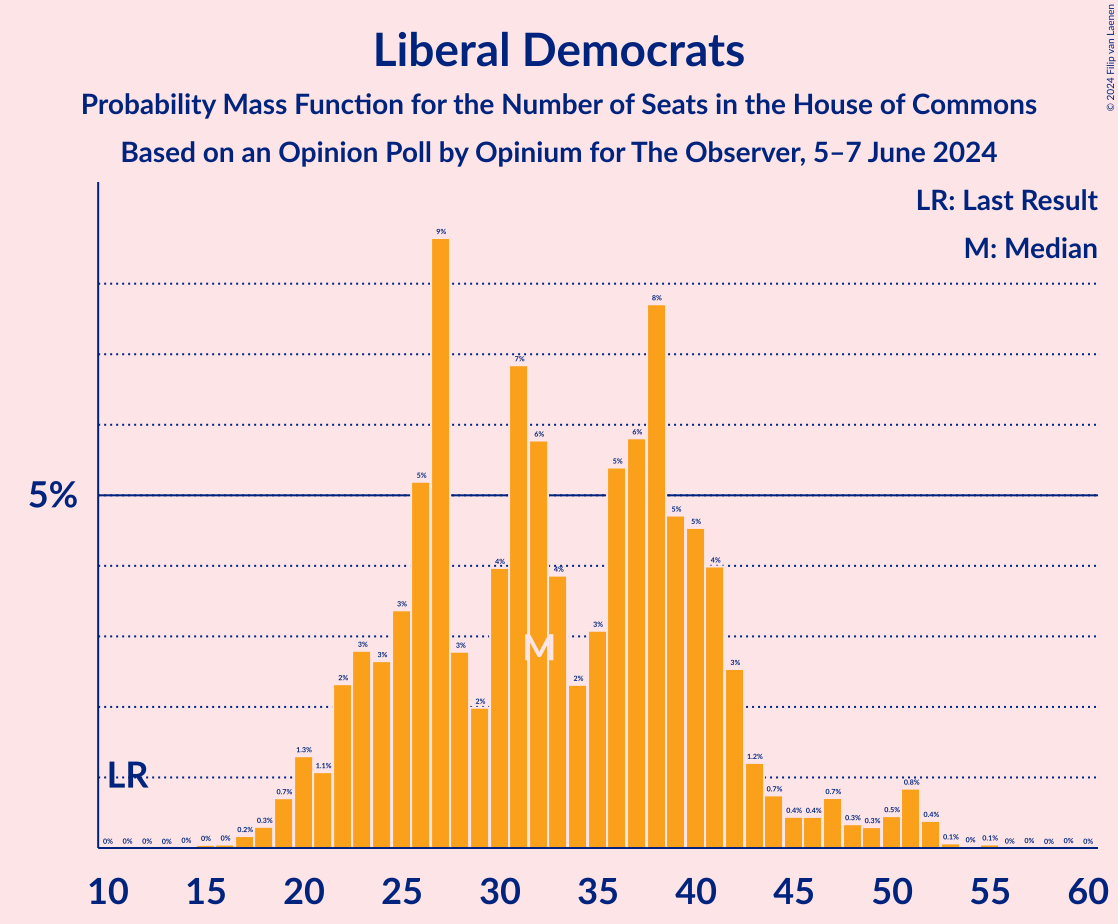 Liberal Democrats
Probability Mass Function for the Number of Seats in the House of Commons
Based on an Opinion Poll by Opinium for The Observer, 5–7 June 2024
© 2024 Filip van Laenen
LR: Last Result
M: Median
5%
LR
M
0% 0% 0% 0% 0% 0% 0% 0.2% 0.3% 0.7% 1.3% 1.1% 2% 3% 3% 3% 5% 9% 3% 2% 4% 7% 6% 4% 2% 3% 5% 6% 8% 5% 5% 4% 3% 1.2% 0.7% 0.4% 0.4% 0.7% 0.3% 0.3% 0.5% 0.8% 0.4% 0.1% 0% 0.1% 0% 0% 0% 0% 0%
10 15 20 25 30 35 40 45 50 55 60